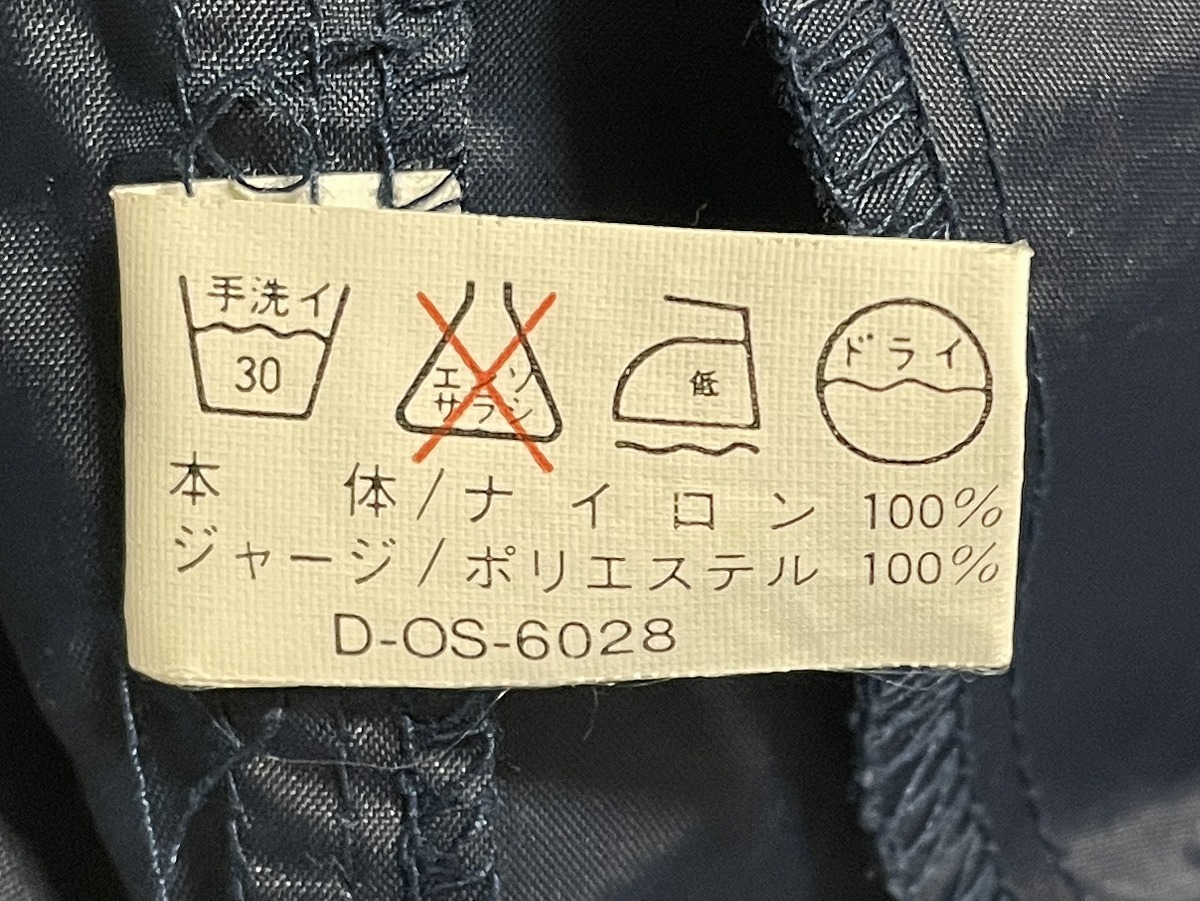 手洗イ
30
エンソ
サラシ
低
ドライ
本 体/ナイロン 100%
ジャージ/ポリエステル 100%
D-OS-6028